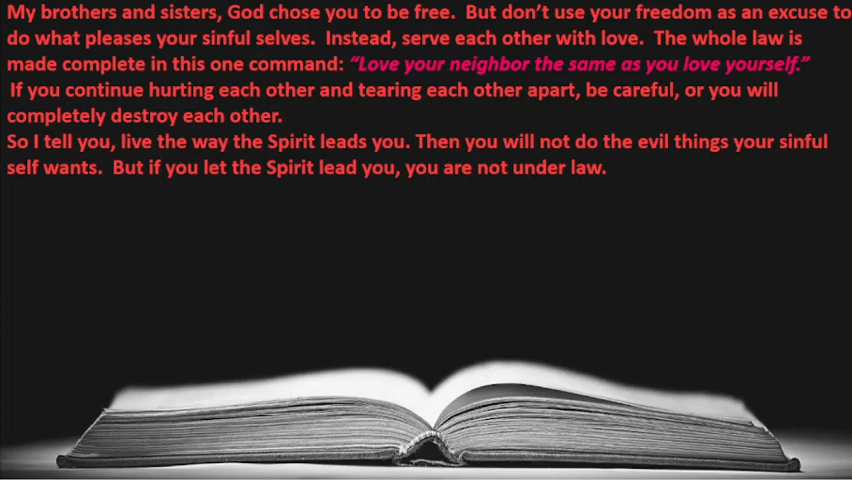 My brothers and sisters, God chose you to be free.  But don’t use your freedom as an excuse to
do what pleases your sinful selves.  Instead, serve each other with love.  The whole law is
made complete in this one command: “Love your neighbor the same as you love yourself.”
If you continue hurting each other and tearing each other apart, be careful, or you will
completely destroy each other.
So I tell you, live the way the Spirit leads you. Then you will not do the evil things your sinful
self wants.  But if you let the Spirit lead you, you are not under law.